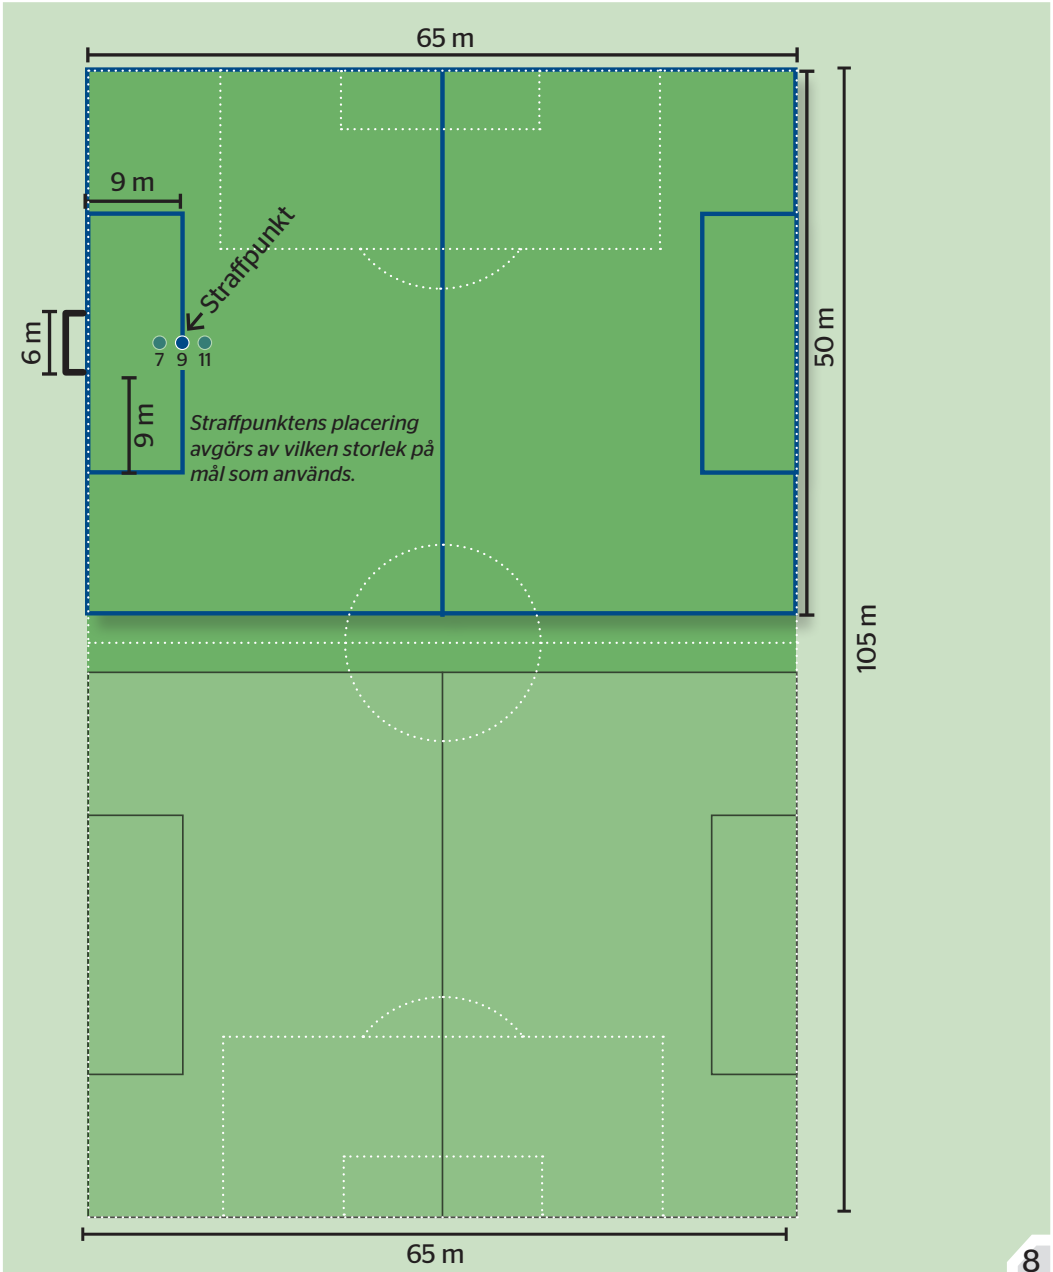 65 m
9 m
Straffpunkt
6 m
7 9 11
50 m
9 m
Straffpunktens placering
avgörs av vilken storlek på
mål som används.
105 m
65 m
8